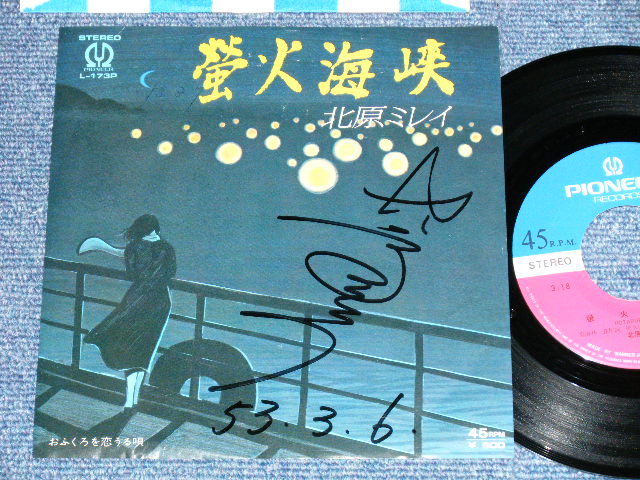 STEREO
PIONEER
L-173P
螢火海峡
北原ミレイ
53.3.6.
おふくろを恋うる唄
45RPM
¥600
PIONEER
RECORDS
45 R.P.M.
STEREO
3:18
螢火